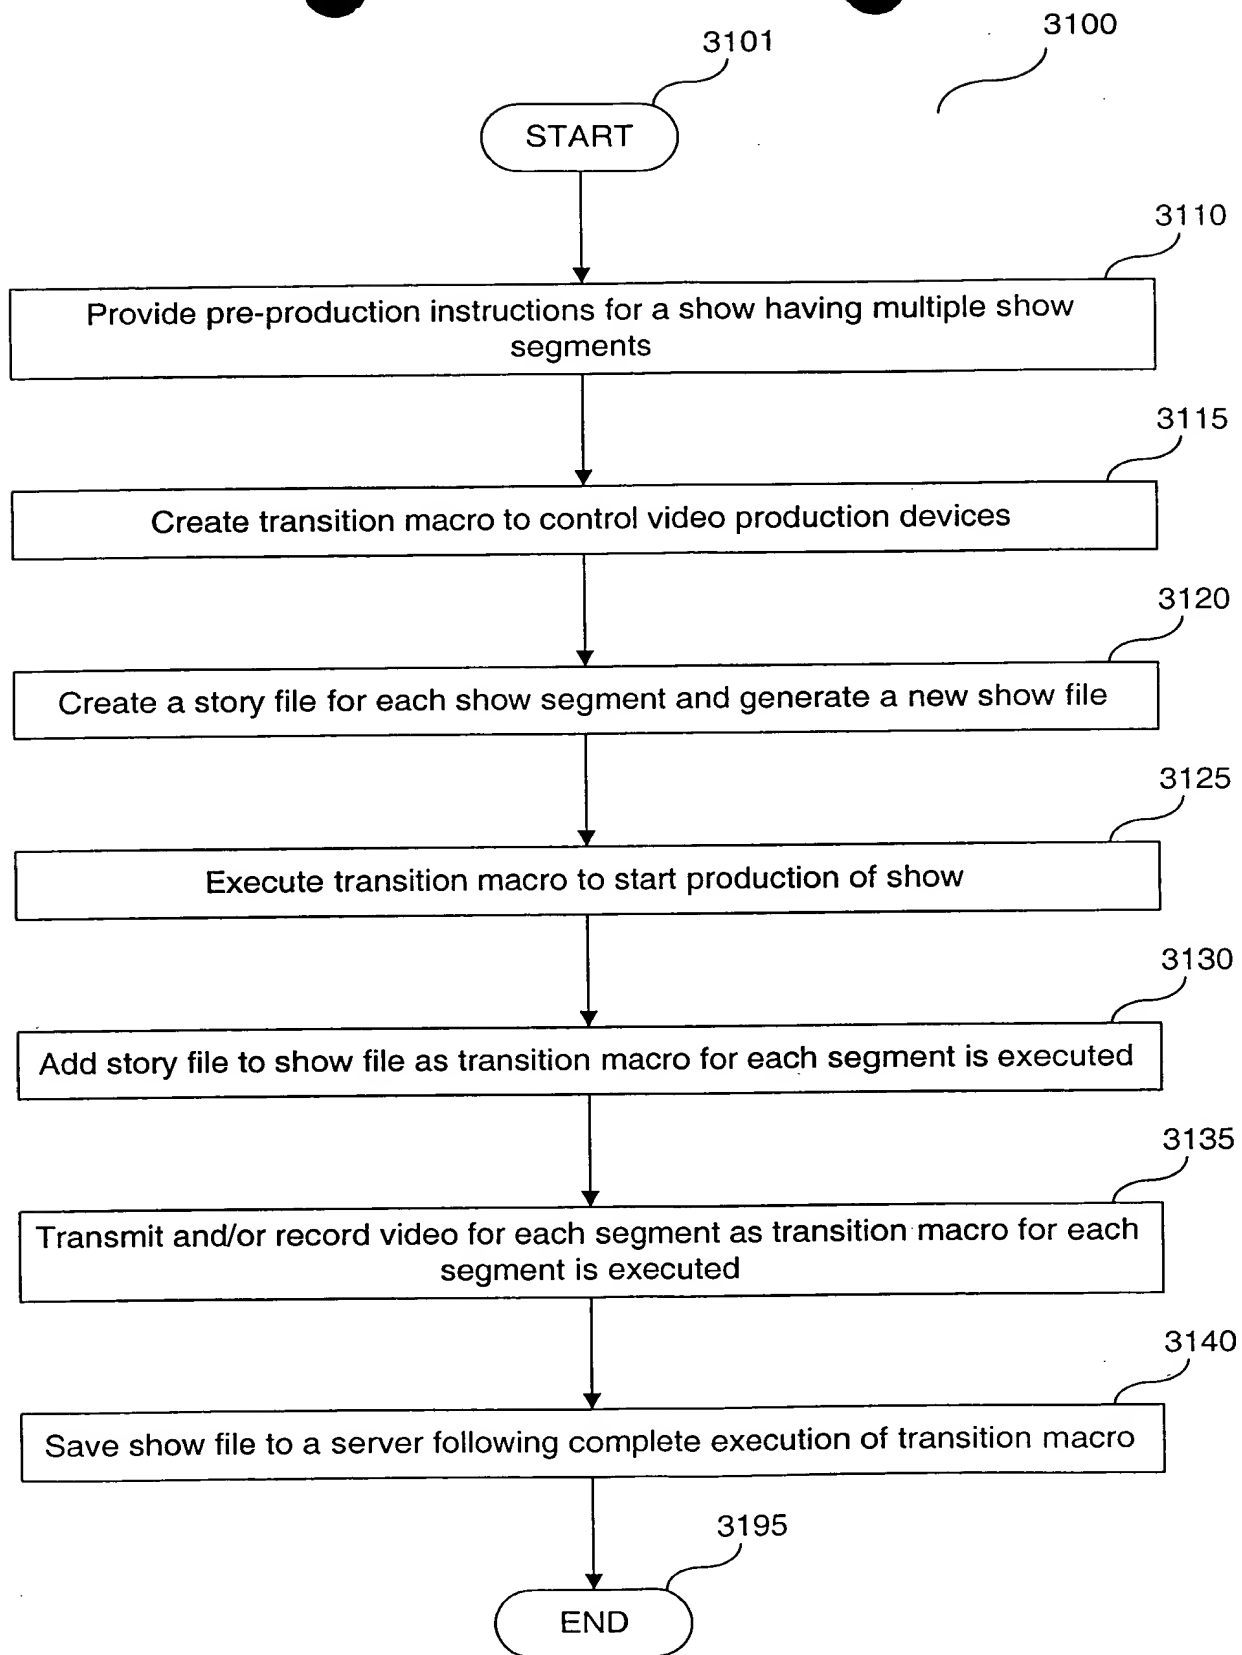 3100
3101
START
3110
Provide pre-production instructions for a show having multiple show
segments
3115
Create transition macro to control video production devices
3120
Create a story file for each show segment and generate a new show file
3125
Execute transition macro to start production of show
3130
Add story file to show file as transition macro for each segment is executed
3135
Transmit and/or record video for each segment as transition macro for each
segment is executed
3140
Save show file to a server following complete execution of transition macro
3195
END